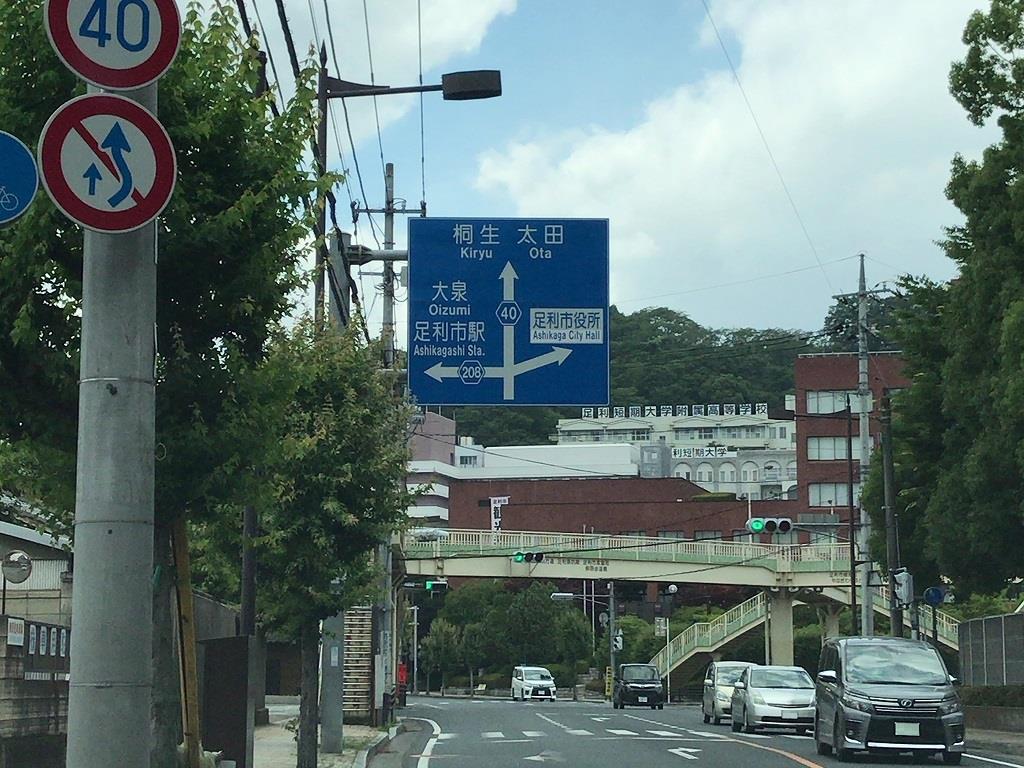 40
桐生 太田
Kiryu Ota
大泉
Oizumi
40
足利市役所
Ashikaga City Hall
足利市駅
Ashikagashi Sta.
208
足利短期大学附属高等学校
利短期大学